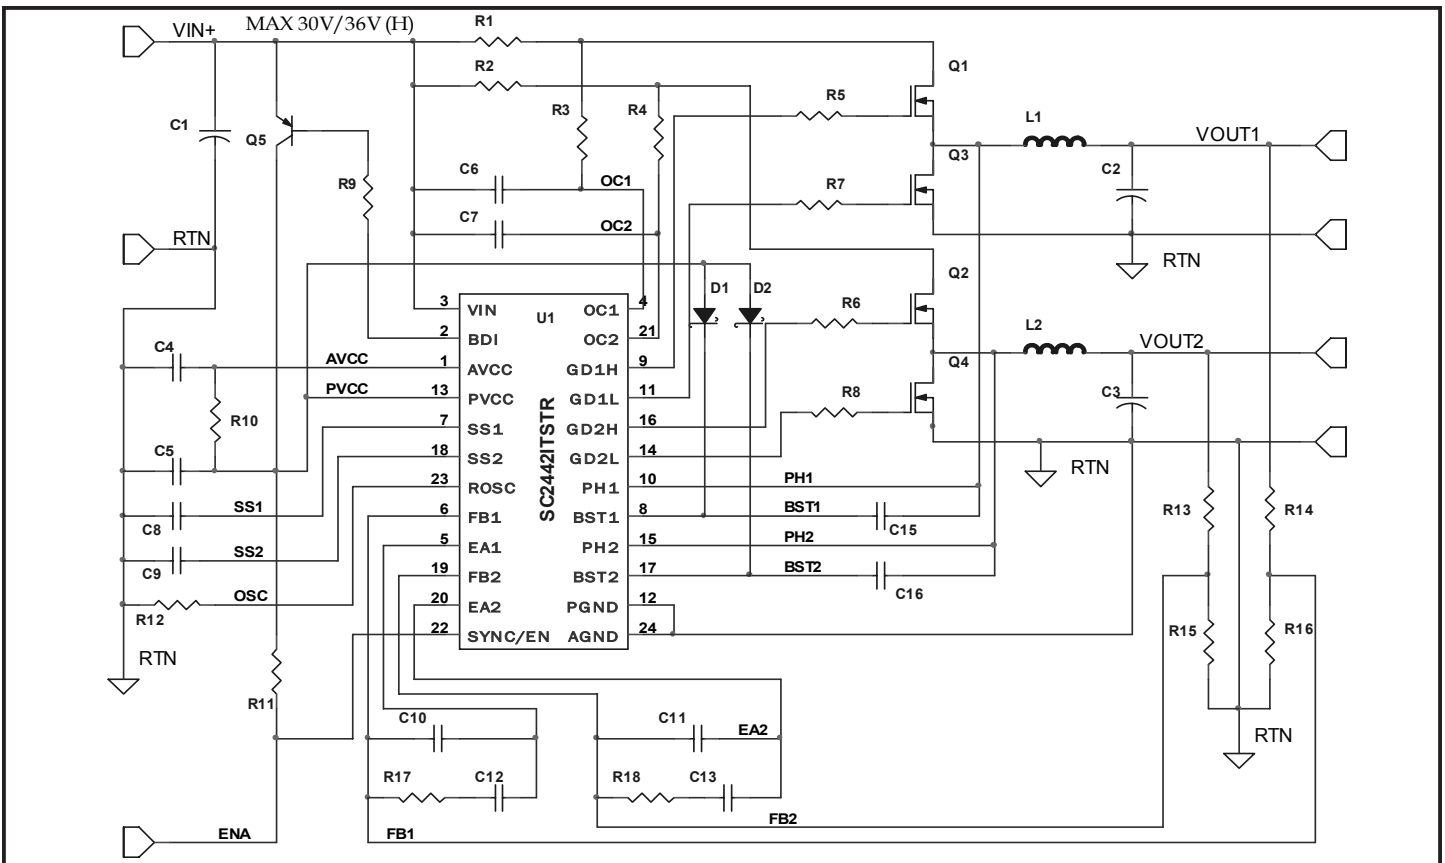 VIN+ MAX 30V/36V (H) R1
R2 Q1
R3 R4 R5
C1 Q5 L1 VOUT1
Q3 C2
C6 OC1 R9 R7
C7 OC2
RTN
RTN
Q2
D1 D2
3 VIN U1 OC1 4 R6
2 BDI OC2 21 L2 VOUT2
C4 AVCC 1 AVCC GD1H 9 Q4
PVCC 13 PVCC GD1L 11 R8 C3
R10 7 SS1 GD2H 16
C5 18 SS2 GD2L 14
RTN
23 ROSC PH1 10 PH1
SC2442ITSTR
C8 SS1 6 FB1 BST1 8 BST1 C15 R13 R14
5 EA1 PH2 15 PH2
C9 SS2 19 FB2 BST2 17 BST2 C16
R12 OSC 20 EA2 PGND 12
22 SYNC/EN AGND 24 R15 R16
RTN
R11
C10 C11 EA2
RTN
R17 C12 R18 C13
FB2
ENA FB1